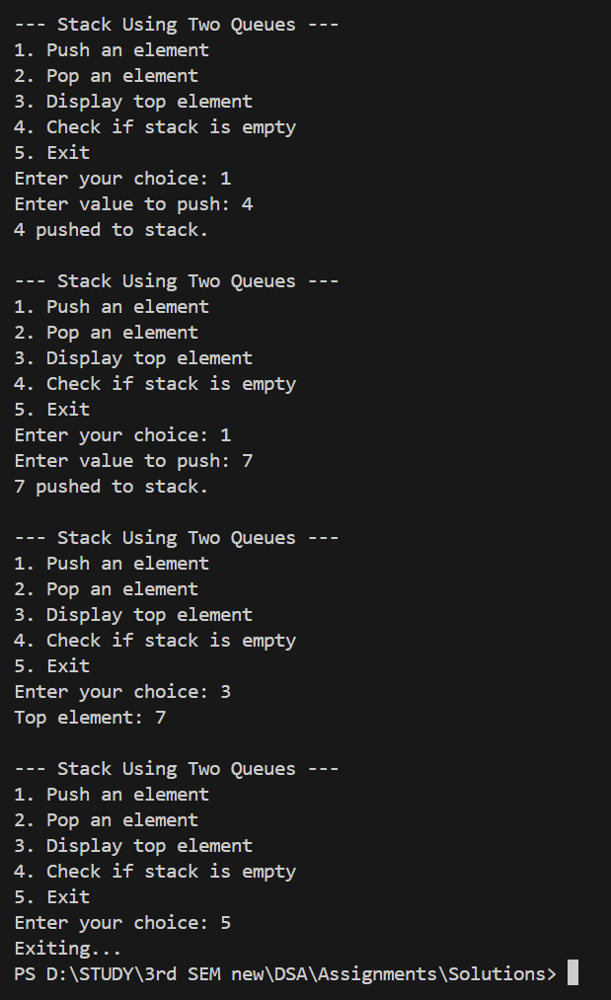 --- Stack Using Two Queues ---
1. Push an element
2. Pop an element
3. Display top element
4. Check if stack is empty
5. Exit
Enter your choice: 1
Enter value to push: 4
4 pushed to stack.

--- Stack Using Two Queues ---
1. Push an element
2. Pop an element
3. Display top element
4. Check if stack is empty
5. Exit
Enter your choice: 1
Enter value to push: 7
7 pushed to stack.

--- Stack Using Two Queues ---
1. Push an element
2. Pop an element
3. Display top element
4. Check if stack is empty
5. Exit
Enter your choice: 3
Top element: 7

--- Stack Using Two Queues ---
1. Push an element
2. Pop an element
3. Display top element
4. Check if stack is empty
5. Exit
Enter your choice: 5
Exiting...
PS D:\STUDY\3rd SEM new\DSA\Assignments\Solutions>